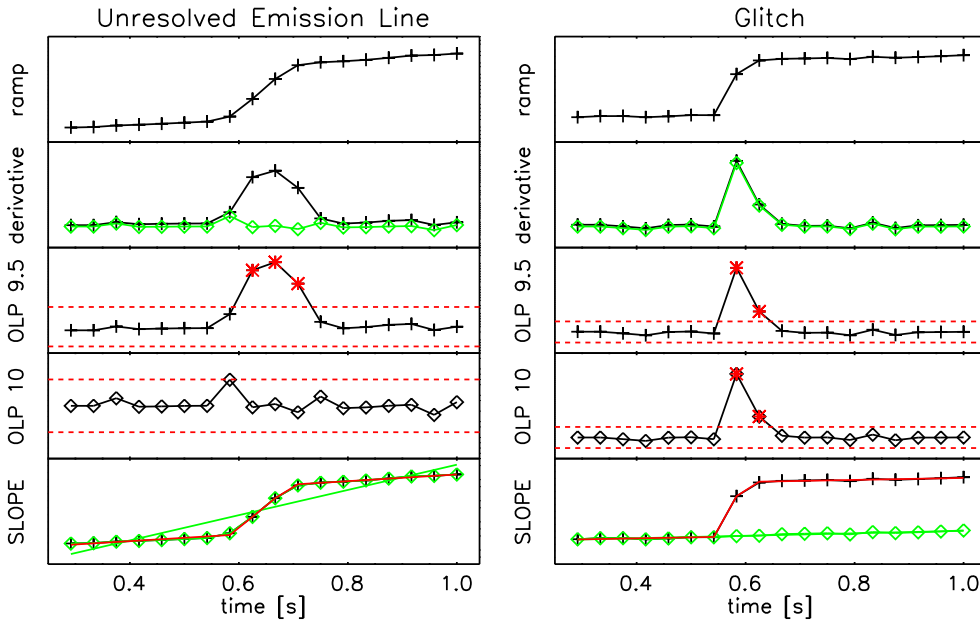 Unresolved Emission Line
Glitch
ramp
derivative
OLP 9.5
OLP 10
SLOPE
0.4 0.6 0.8 1.0
time [s]
ramp
derivative
OLP 9.5
OLP 10
SLOPE
0.4 0.6 0.8 1.0
time [s]